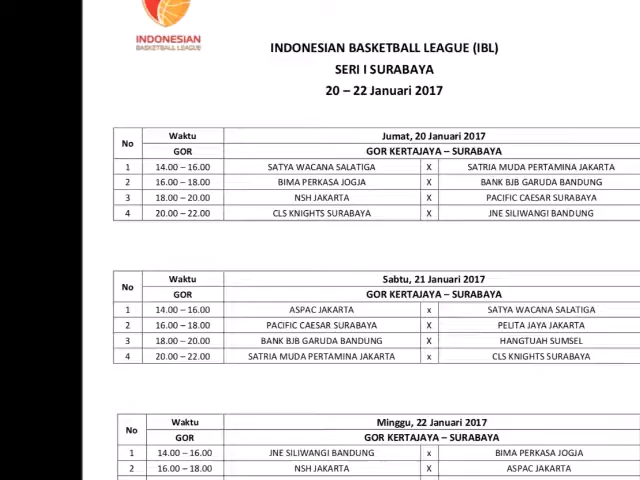 INDONESIAN
BASKETBALL LEAGUE
INDONESIAN BASKETBALL LEAGUE (IBL)
SERI I SURABAYA
20 – 22 Januari 2017
No Waktu Jumat, 20 Januari 2017
GOR GOR KERTAJAYA – SURABAYA
1 14.00 – 16.00 SATYA WACANA SALATIGA X SATRIA MUDA PERTAMINA JAKARTA
2 16.00 – 18.00 BIMA PERKASA JOGJA X BANK BJB GARUDA BANDUNG
3 18.00 – 20.00 NSH JAKARTA X PACIFIC CAESAR SURABAYA
4 20.00 – 22.00 CLS KNIGHTS SURABAYA X JNE SILIWANGI BANDUNG
No Waktu Sabtu, 21 Januari 2017
GOR GOR KERTAJAYA – SURABAYA
1 14.00 – 16.00 ASPAC JAKARTA x SATYA WACANA SALATIGA
2 16.00 – 18.00 PACIFIC CAESAR SURABAYA X PELITA JAYA JAKARTA
3 18.00 – 20.00 BANK BJB GARUDA BANDUNG X HANGTUAH SUMSEL
4 20.00 – 22.00 SATRIA MUDA PERTAMINA JAKARTA x CLS KNIGHTS SURABAYA
No Waktu Minggu, 22 Januari 2017
GOR GOR KERTAJAYA – SURABAYA
1 14.00 – 16.00 JNE SILIWANGI BANDUNG x BIMA PERKASA JOGJA
2 16.00 – 18.00 NSH JAKARTA X ASPAC JAKARTA